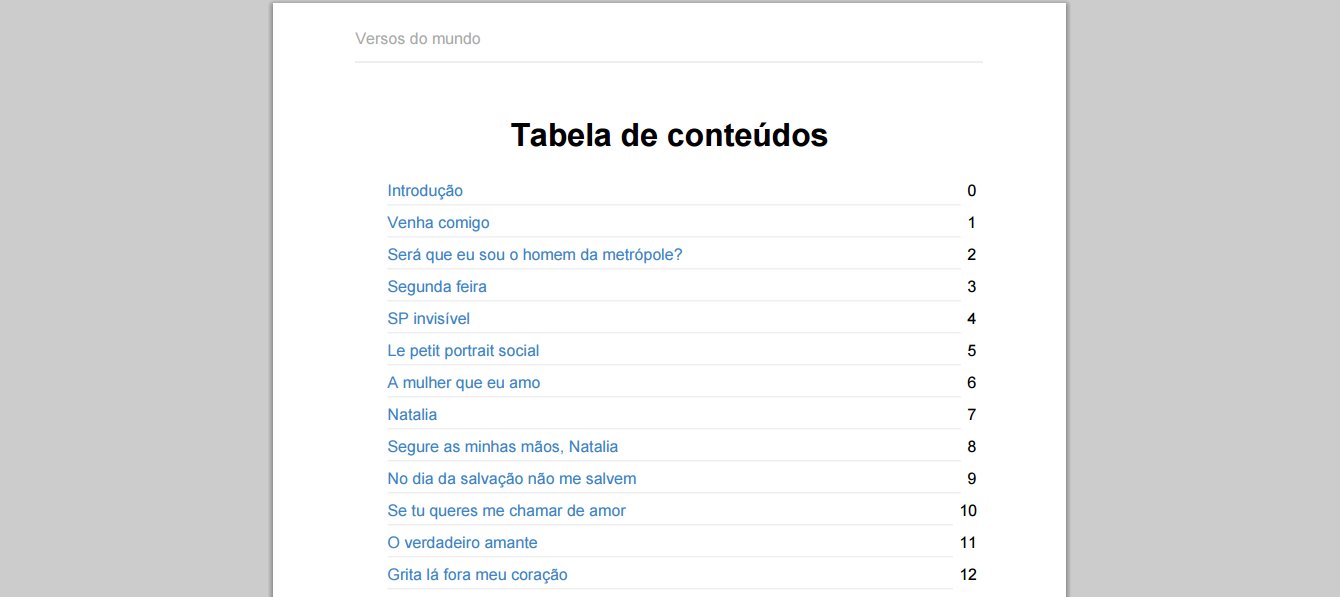 Versos do mundo
Tabela de conteúdos
Introdução 0
Venha comigo 1
Será que eu sou o homem da metrópole? 2
Segunda feira 3
SP invisível 4
Le petit portrait social 5
A mulher que eu amo 6
Natalia 7
Segure as minhas mãos, Natalia 8
No dia da salvação não me salvem 9
Se tu queres me chamar de amor 10
O verdadeiro amante 11
Grita lá fora meu coração 12